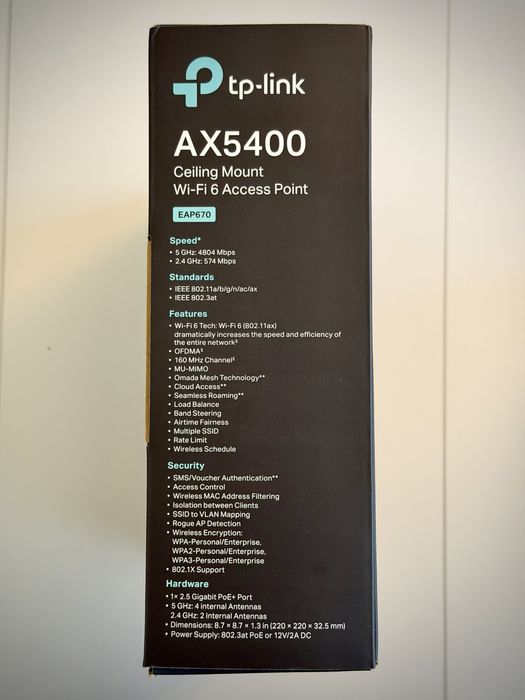 tp-link
AX5400
Ceiling Mount
Wi-Fi 6 Access Point
EAP670
Speed*
• 5 GHz: 4804 Mbps
• 2.4 GHz: 574 Mbps
Standards
• IEEE 802.11a/b/g/n/ac/ax
• IEEE 802.3at
Features
• Wi-Fi 6 Tech: Wi-Fi 6 (802.11ax)
dramatically increases the speed and efficiency of
the entire network§
• OFDMA§
• 160 MHz Channel§
• MU-MIMO
• Omada Mesh Technology**
• Cloud Access**
• Seamless Roaming**
• Load Balance
• Band Steering
• Airtime Fairness
• Multiple SSID
• Rate Limit
• Wireless Schedule
Security
• SMS/Voucher Authentication**
• Access Control
• Wireless MAC Address Filtering
• Isolation between Clients
• SSID to VLAN Mapping
• Rogue AP Detection
• Wireless Encryption:
WPA-Personal/Enterprise,
WPA2-Personal/Enterprise,
WPA3-Personal/Enterprise
• 802.1X Support
Hardware
• 1× 2.5 Gigabit PoE+ Port
• 5 GHz: 4 internal Antennas
2.4 GHz: 2 Internal Antennas
• Dimensions: 8.7 × 8.7 × 1.3 in (220 × 220 × 32.5 mm)
• Power Supply: 802.3at PoE or 12V/2A DC